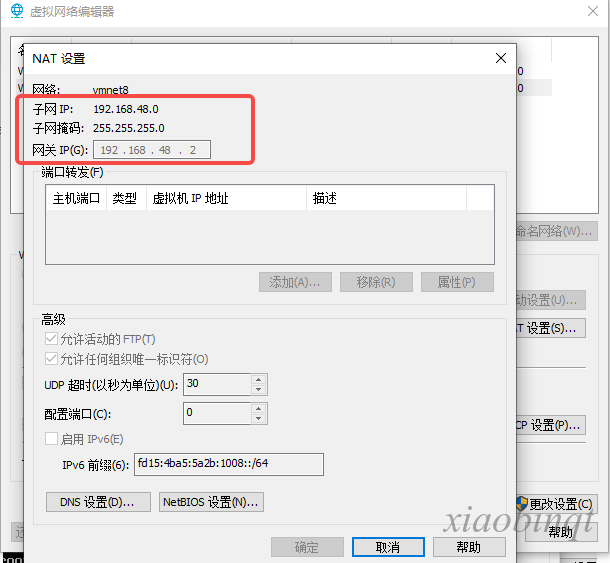 虚拟网络编辑器
NAT 设置
网络: vmnet8
子网 IP: 192.168.48.0
子网掩码: 255.255.255.0
网关 IP(G): 192 . 168 . 48 . 2
端口转发(F)
主机端口 类型 虚拟机 IP 地址 描述
添加(A)... 移除(R) 属性(P)
高级
允许活动的 FTP(T)
允许任何组织唯一标识符(O)
UDP 超时(以秒为单位)(U): 30
配置端口(C): 0
启用 IPv6(E)
IPv6 前缀(6): fd15:4ba5:5a2b:1008::/64
DNS 设置(D)... NetBIOS 设置(N)...
确定 取消 帮助
0
0
命名网络(W)...
动设置(U)...
T 设置(S)...
CP 设置(P)...
更改设置(C)
帮助
xiaobinqt